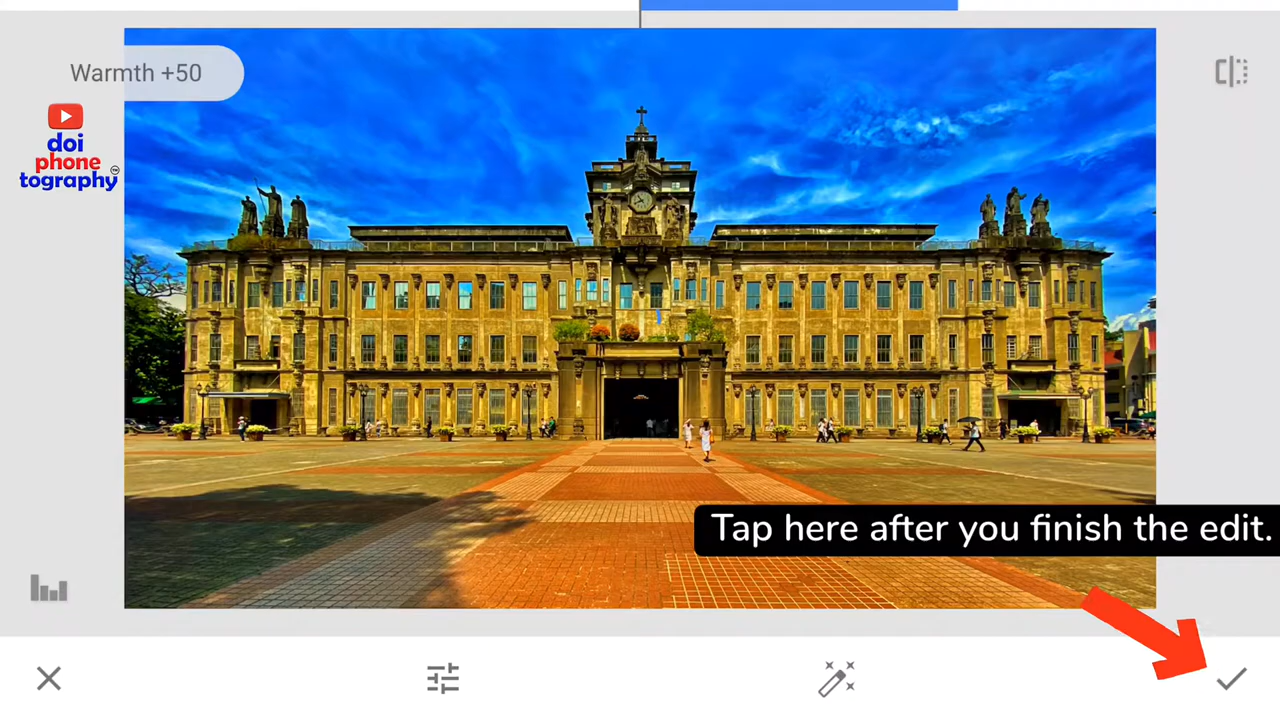 Warmth +50
doi
phone
tography
Tap here after you finish the edit.